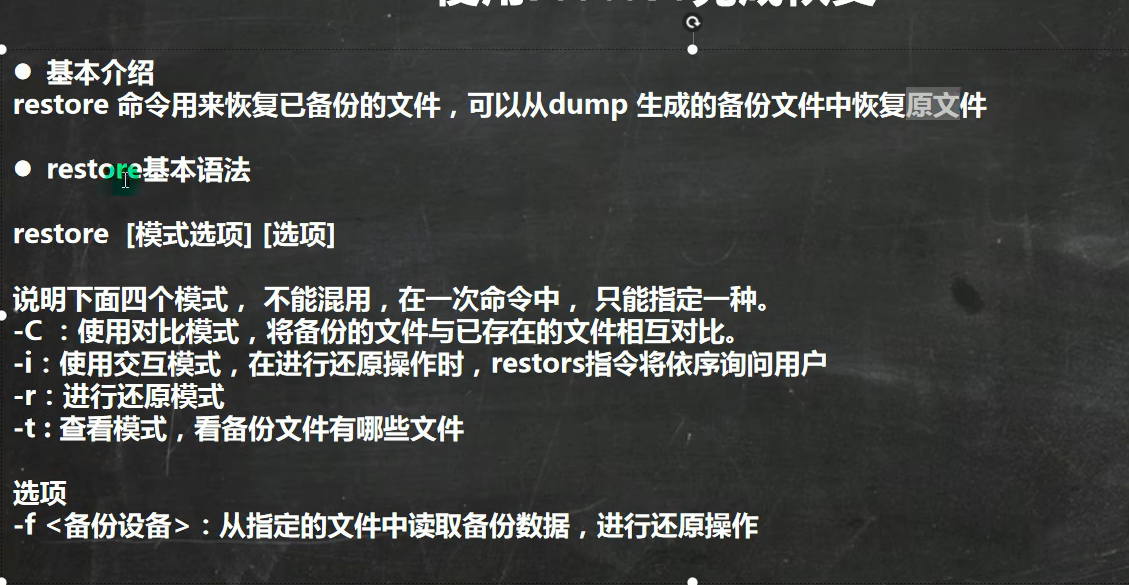 ● 基本介绍
restore 命令用来恢复已备份的文件，可以从dump 生成的备份文件中恢复原文件
● restore基本语法
restore [模式选项] [选项]
说明下面四个模式， 不能混用，在一次命令中， 只能指定一种。
-C ：使用对比模式，将备份的文件与已存在的文件相互对比。
-i：使用交互模式，在进行还原操作时，restors指令将依序询问用户
-r：进行还原模式
-t : 查看模式，看备份文件有哪些文件
选项
-f <备份设备>：从指定的文件中读取备份数据，进行还原操作